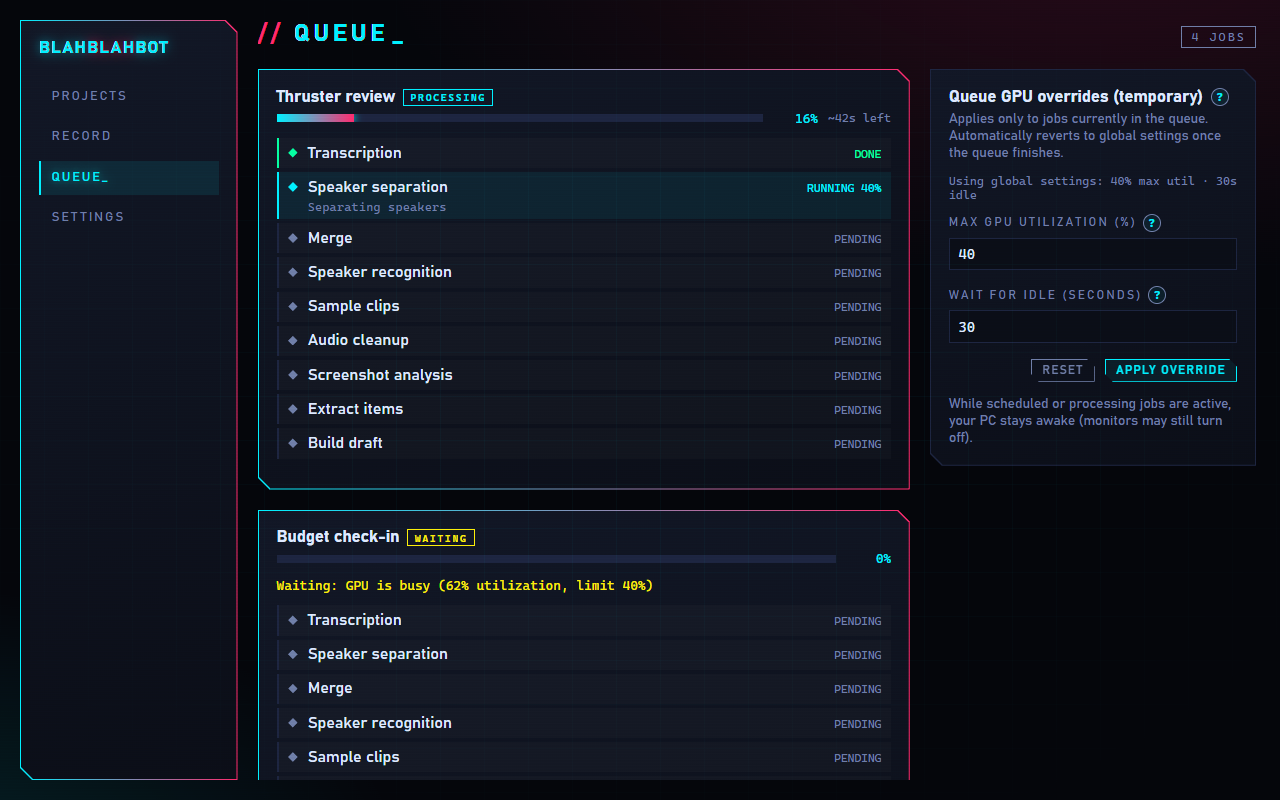 BLAHBLAHBOT
PROJECTS
RECORD
QUEUE_
SETTINGS
// QUEUE_
4 JOBS
Thruster review PROCESSING
16% ~42s left
Transcription DONE
Speaker separation RUNNING 40%
Separating speakers
Merge PENDING
Speaker recognition PENDING
Sample clips PENDING
Audio cleanup PENDING
Screenshot analysis PENDING
Extract items PENDING
Build draft PENDING
Budget check-in WAITING
0%
Waiting: GPU is busy (62% utilization, limit 40%)
Transcription PENDING
Speaker separation PENDING
Merge PENDING
Speaker recognition PENDING
Sample clips PENDING
Queue GPU overrides (temporary) ?
Applies only to jobs currently in the queue.
Automatically reverts to global settings once
the queue finishes.
Using global settings: 40% max util · 30s
idle
MAX GPU UTILIZATION (%) ?
40
WAIT FOR IDLE (SECONDS) ?
30
RESET APPLY OVERRIDE
While scheduled or processing jobs are active,
your PC stays awake (monitors may still turn
off).